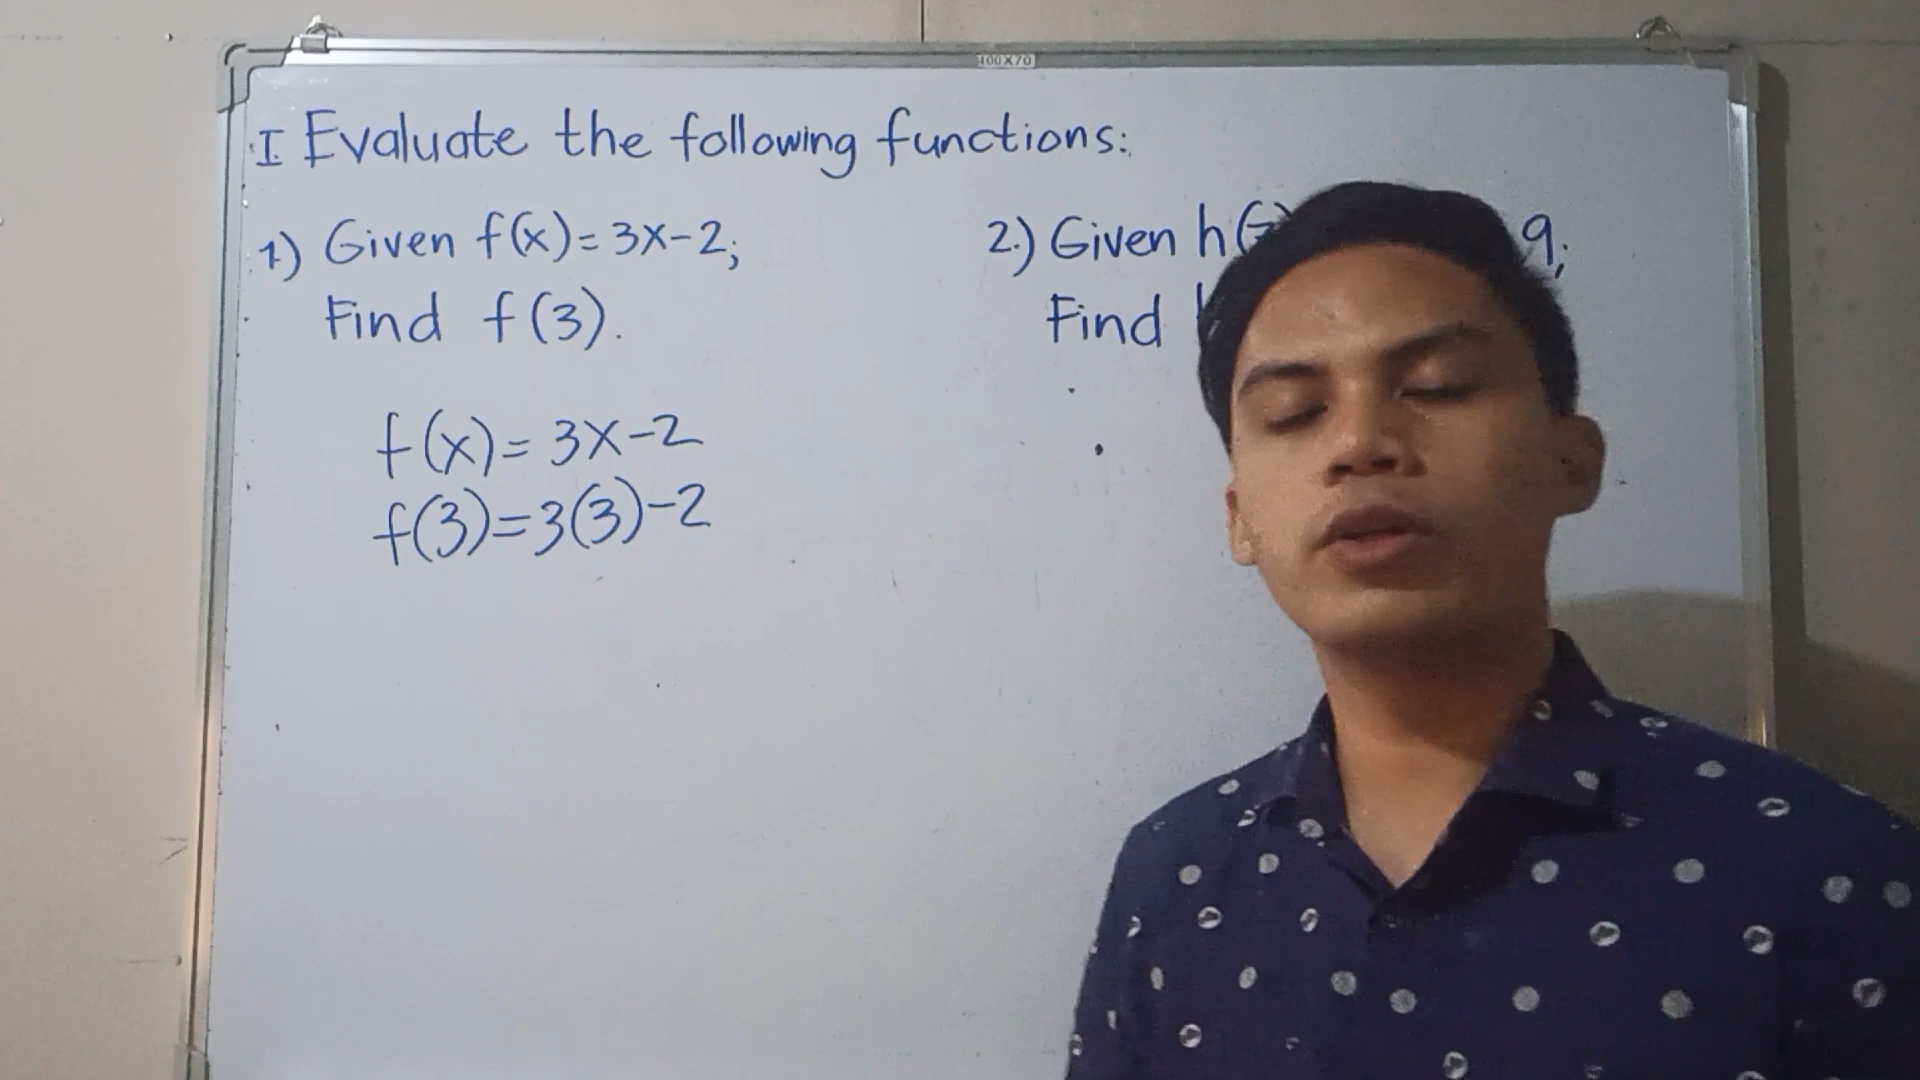 100X70
I Evaluate the following functions:
1.) Given f(x)=3x-2;
Find f(3).
f(x)=3x-2
f(3)=3(3)-2
2.) Given h(
9;
Find